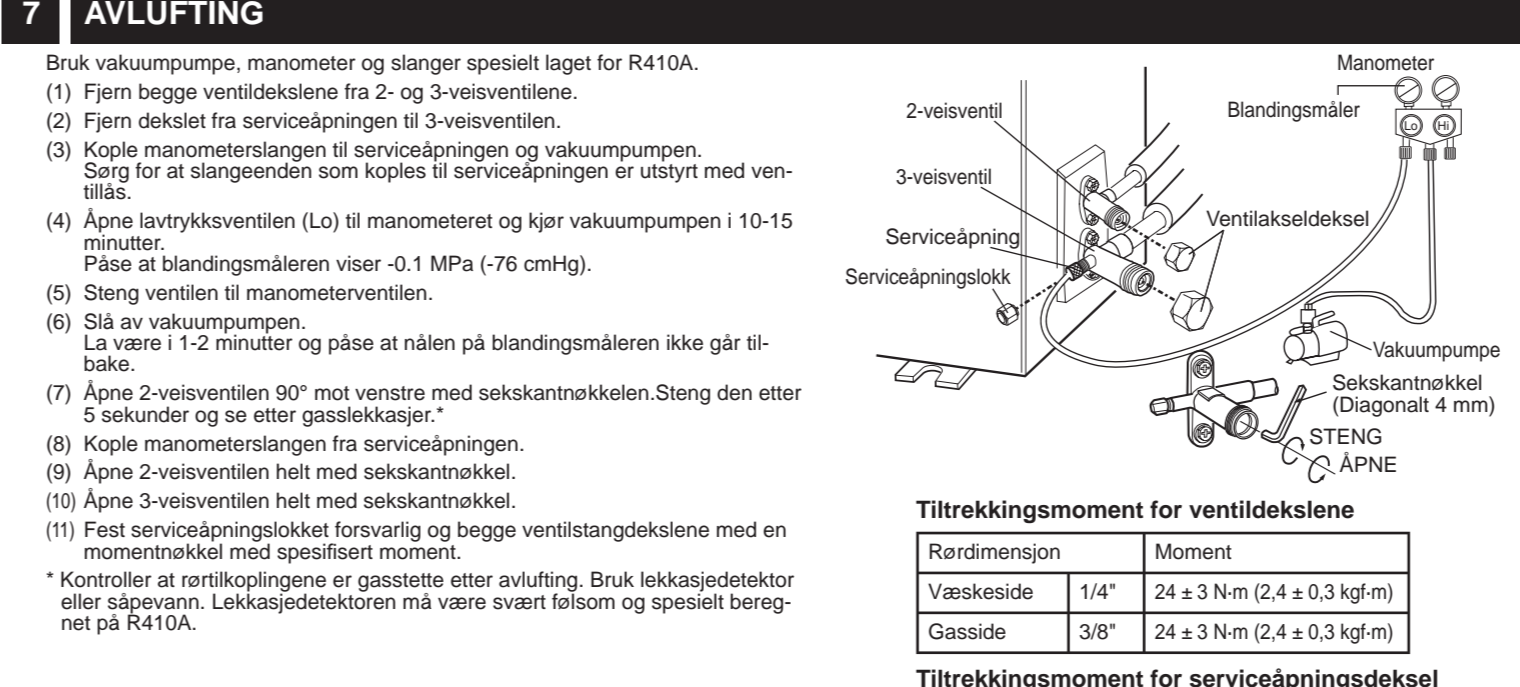 7 AVLUFTING
Bruk vakuumpumpe, manometer og slanger spesielt laget for R410A.
(1) Fjern begge ventildekslene fra 2- og 3-veisventilene.
(2) Fjern dekslet fra serviceåpningen til 3-veisventilen.
(3) Kople manometerslangen til serviceåpningen og vakuumpumpen.
Sørg for at slangeenden som koples til serviceåpningen er utstyrt med ven-
tillås.
(4) Åpne lavtrykksventilen (Lo) til manometeret og kjør vakuumpumpen i 10-15
minutter.
Påse at blandingsmåleren viser -0.1 MPa (-76 cmHg).
(5) Steng ventilen til manometerventilen.
(6) Slå av vakuumpumpen.
La være i 1-2 minutter og påse at nålen på blandingsmåleren ikke går til-
bake.
(7) Åpne 2-veisventilen 90° mot venstre med sekskantnøkkelen.Steng den etter
5 sekunder og se etter gasslekkasjer.*
(8) Kople manometerslangen fra serviceåpningen.
(9) Åpne 2-veisventilen helt med sekskantnøkkel.
(10) Åpne 3-veisventilen helt med sekskantnøkkel.
(11) Fest serviceåpningslokket forsvarlig og begge ventilstangdekslene med en
momentnøkkel med spesifisert moment.
* Kontroller at rørtilkoplingene er gasstette etter avlufting. Bruk lekkasjedetektor
eller såpevann. Lekkasjedetektoren må være svært følsom og spesielt bereg-
net på R410A.
Manometer
Blandingsmåler
Lo Hi
2-veisventil
3-veisventil
Ventilakseldeksel
Serviceåpning
Serviceåpningslokk
Vakuumpumpe
Sekskantnøkkel
(Diagonalt 4 mm)
STENG
ÅPNE
Tiltrekkingsmoment for ventildekslene
Rørdimensjon Moment
Væskeside 1/4" 24 ± 3 N·m (2,4 ± 0,3 kgf·m)
Gasside 3/8" 24 ± 3 N·m (2,4 ± 0,3 kgf·m)
Tiltrekkingsmoment for serviceåpningsdeksel